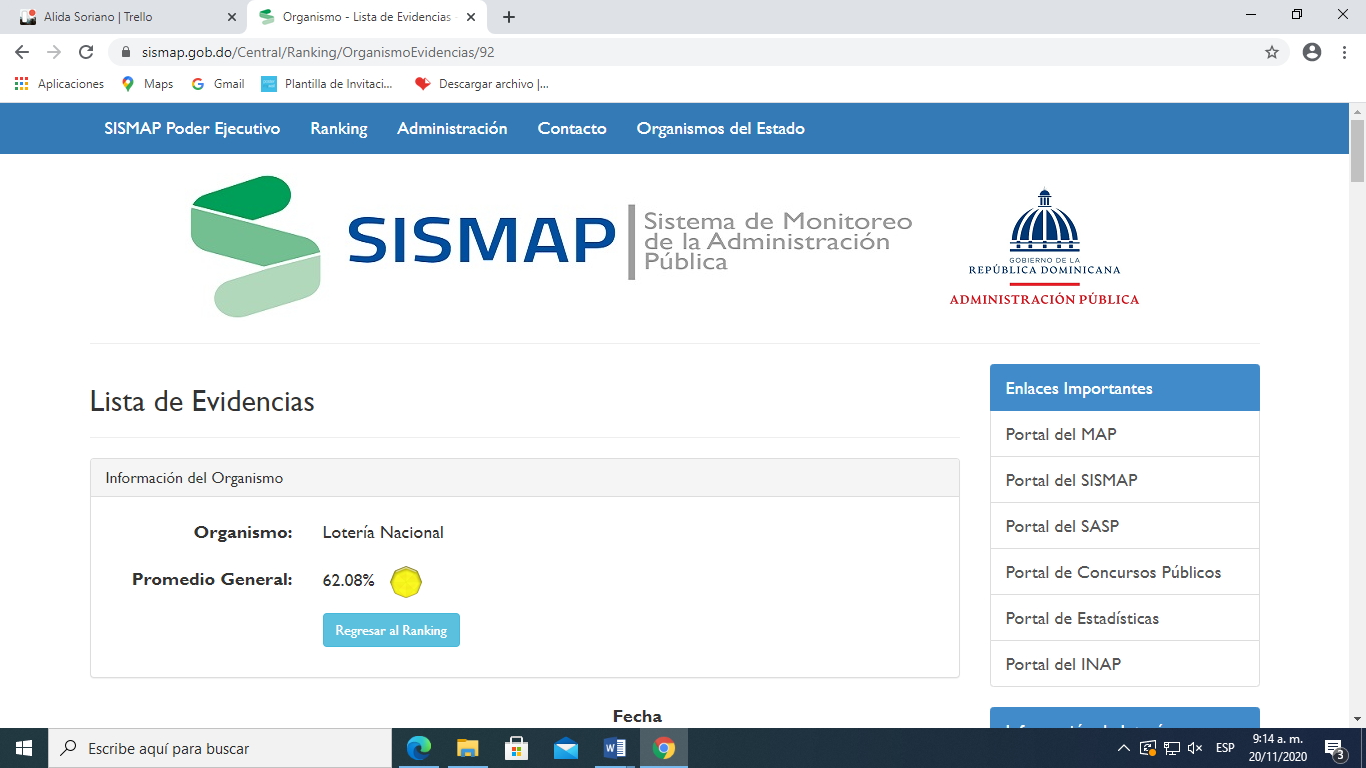 Alida Soriano | Trello
Organismo - Lista de Evidencias
sismap.gob.do/Central/Ranking/OrganismoEvidencias/92
Aplicaciones
Maps
Gmail
Plantilla de Invitaci...
Descargar archivo |...
SISMAP Poder Ejecutivo
Ranking
Administración
Contacto
Organismos del Estado
SISMAP
Sistema de Monitoreo
de la Administración
Pública
GOBIERNO DE LA
REPÚBLICA DOMINICANA
ADMINISTRACIÓN PÚBLICA
Lista de Evidencias
Información del Organismo
Organismo: Lotería Nacional
Promedio General: 62.08%
Regresar al Ranking
Fecha
Enlaces Importantes
Portal del MAP
Portal del SISMAP
Portal del SASP
Portal de Concursos Públicos
Portal de Estadísticas
Portal del INAP
Escribe aquí para buscar
ESP
9:14 a. m.
20/11/2020
3